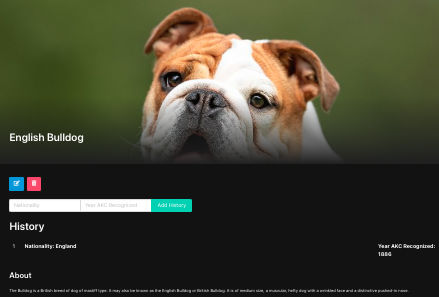 English Bulldog
Nationality
Year AKC Recognized
Add History
History
1 Nationality: England
Year AKC Recognized:
1886
About
The Bulldog is a British breed of dog of mastiff type. It may also be known as the English Bulldog or British Bulldog. It is of medium size, a muscular, hefty dog with a wrinkled face and a distinctive pushed-in nose.